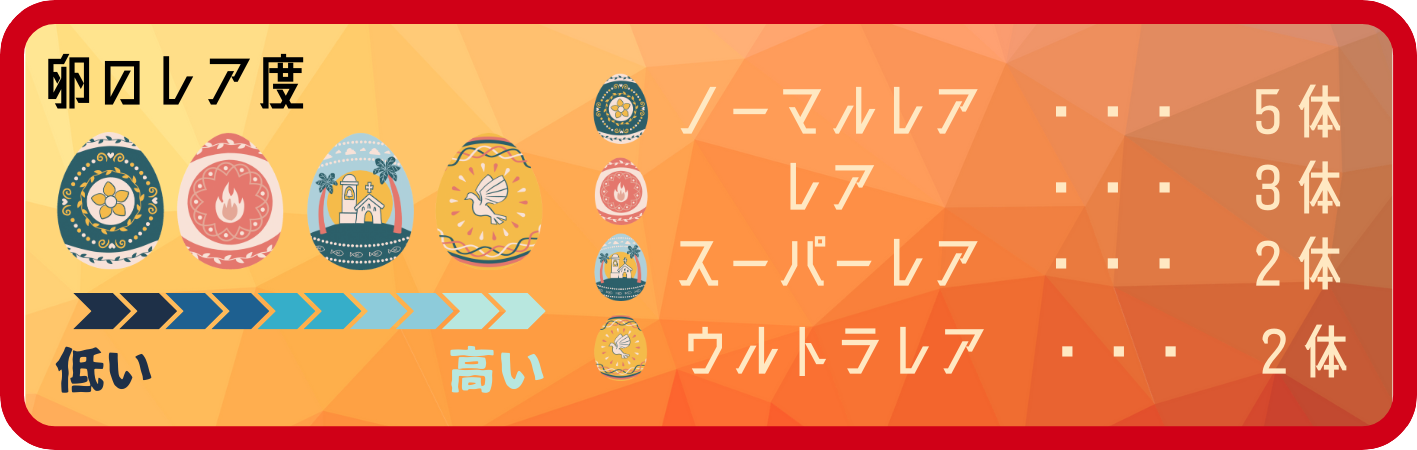 卵のレア度
低い
高い
ノーマルレア ・・・ 5体
レア ・・・ 3体
スーパーレア ・・・ 2体
ウルトラレア ・・・ 2体